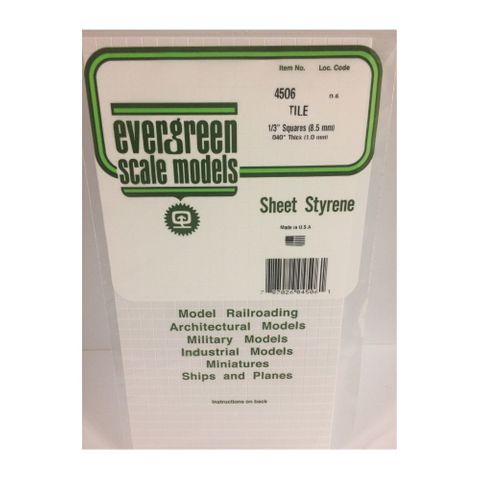 Item No. Loc. Code
4506
TILE
1/3" Squares (8.5 mm)
.040" Thick (1.0 mm)
evergreen
scale models
Sheet Styrene
Made in U.S.A
Model Railroading
Architectural Models
Military Models
Industrial Models
Miniatures
Ships and Planes
Instructions on back